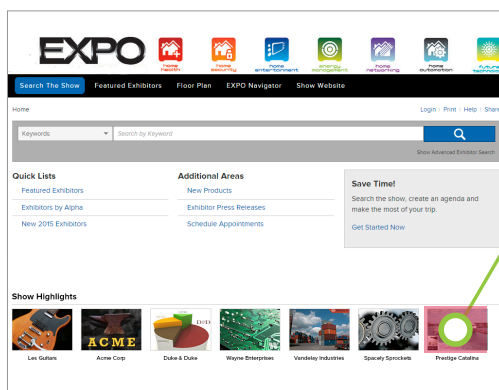 EXPO
home health
home security
home entertainment
energy management
home networking
home automation
future technology
Search The Show Featured Exhibitors Floor Plan EXPO Navigator Show Website
Home
Login Print Help Share
Keywords Search by Keyword
Show Advanced Exhibitor Search
Quick Lists
Featured Exhibitors
Exhibitors by Alpha
New 2015 Exhibitors
Additional Areas
New Products
Exhibitor Press Releases
Schedule Appointments
Save Time!
Search the show, create an agenda and
make the most of your trip.
Get Started Now
Show Highlights
ACME
D&D
Les Guitars
Acme Corp
Duke & Duke
Wayne Enterprises
Vandelay Industries
Spacely Sprockets
Prestige Catalina